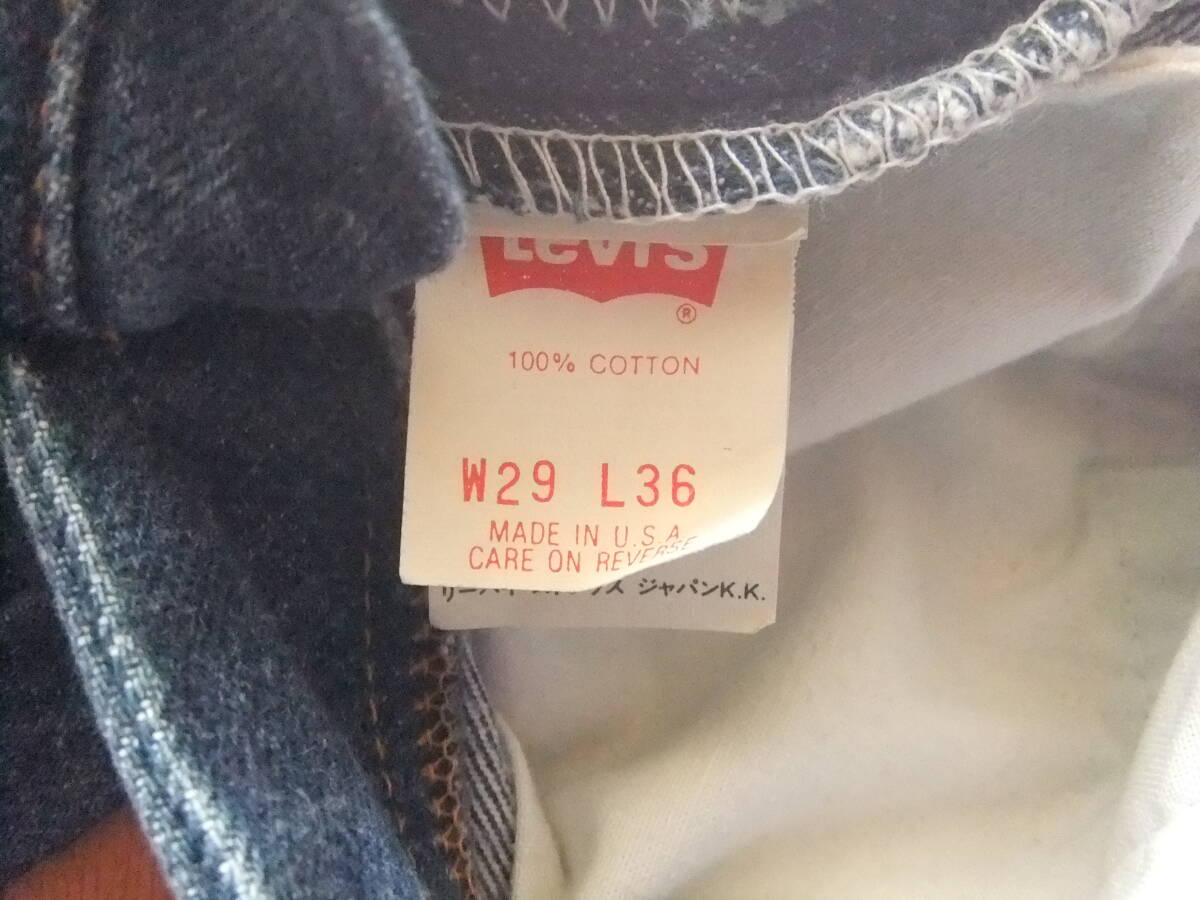 Levi's
®
100% COTTON
W29 L36
MADE IN U.S.A
CARE ON REVERSE
ジャパンK.K.